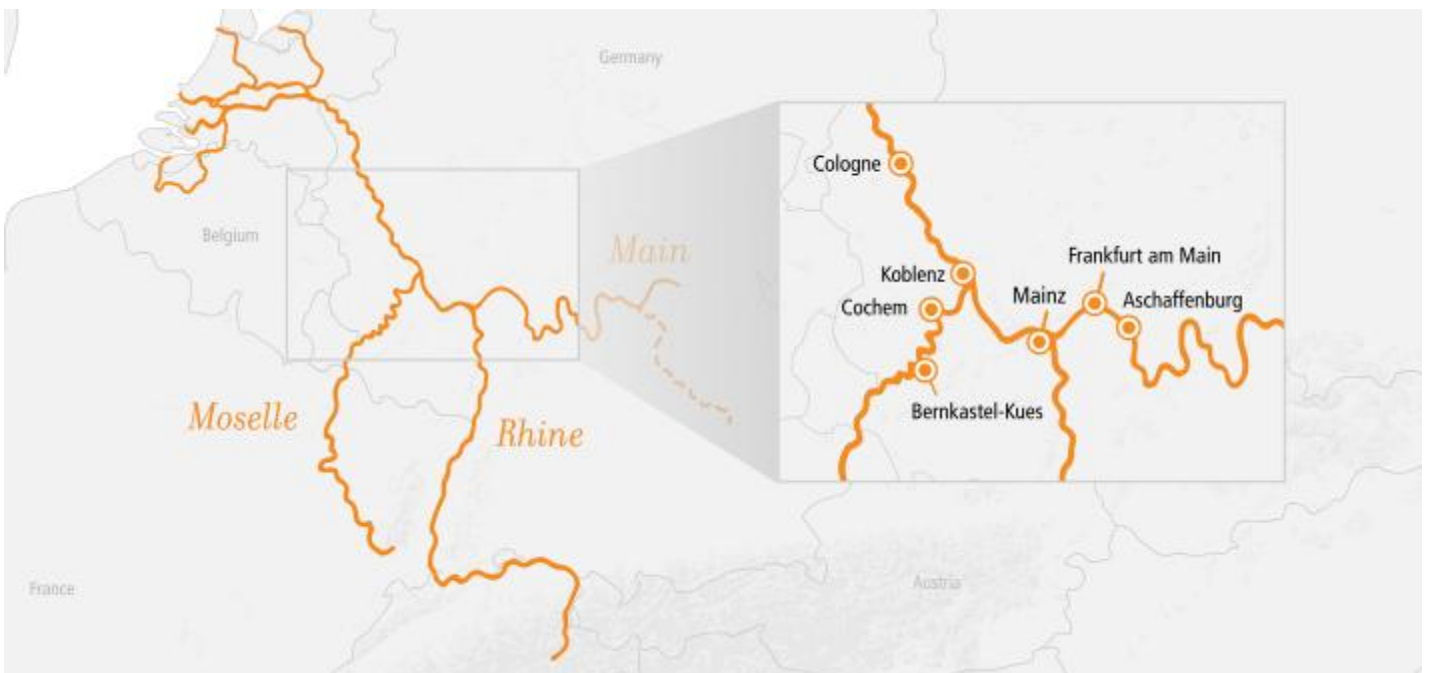 Germany
Belgium
Main
Moselle
Rhine
France
Austria
Cologne
Koblenz
Cochem
Mainz
Frankfurt am Main
Aschaffenburg
Bernkastel-Kues